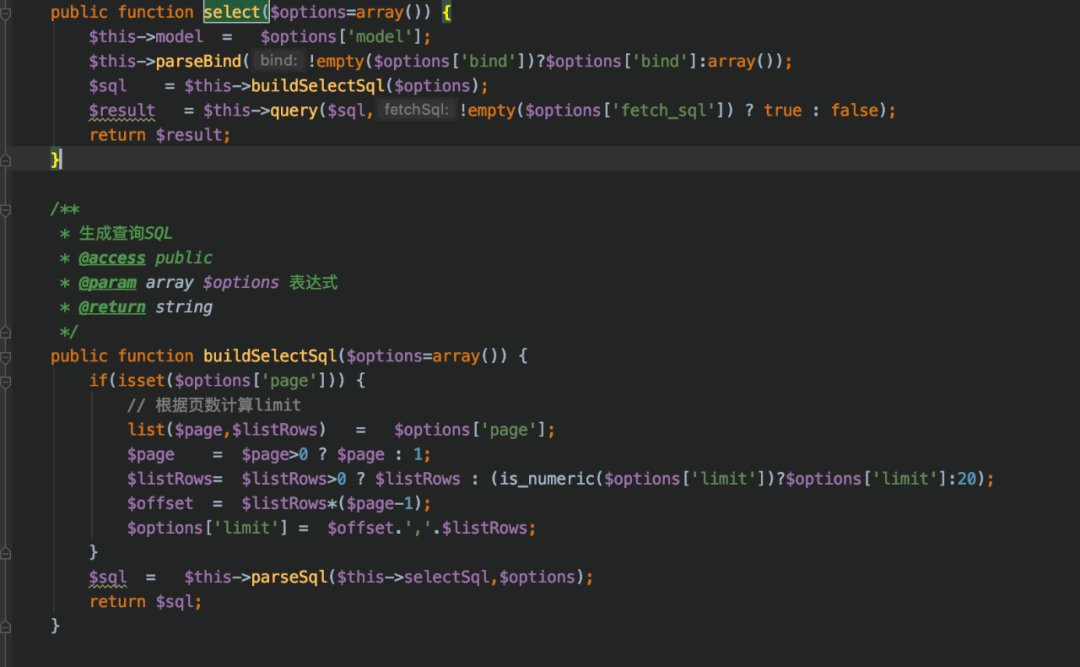 public function select($options=array()) {
    $this->model  =   $options['model'];
    $this->parseBind( bind: !empty($options['bind'])?$options['bind']:array());
    $sql    = $this->buildSelectSql($options);
    $result   = $this->query($sql, fetchSql: !empty($options['fetch_sql']) ? true : false);
    return $result;
}
/**
 * 生成查询SQL
 * @access public
 * @param array $options 表达式
 * @return string
 */
public function buildSelectSql($options=array()) {
    if(isset($options['page'])) {
        // 根据页数计算limit
        list($page,$listRows)   =   $options['page'];
        $page    =  $page>0 ? $page : 1;
        $listRows=  $listRows>0 ? $listRows : (is_numeric($options['limit'])?$options['limit']:20);
        $offset  =  $listRows*($page-1);
        $options['limit'] =  $offset.','.$listRows;
    }
    $sql  =   $this->parseSql($this->selectSql,$options);
    return $sql;
}